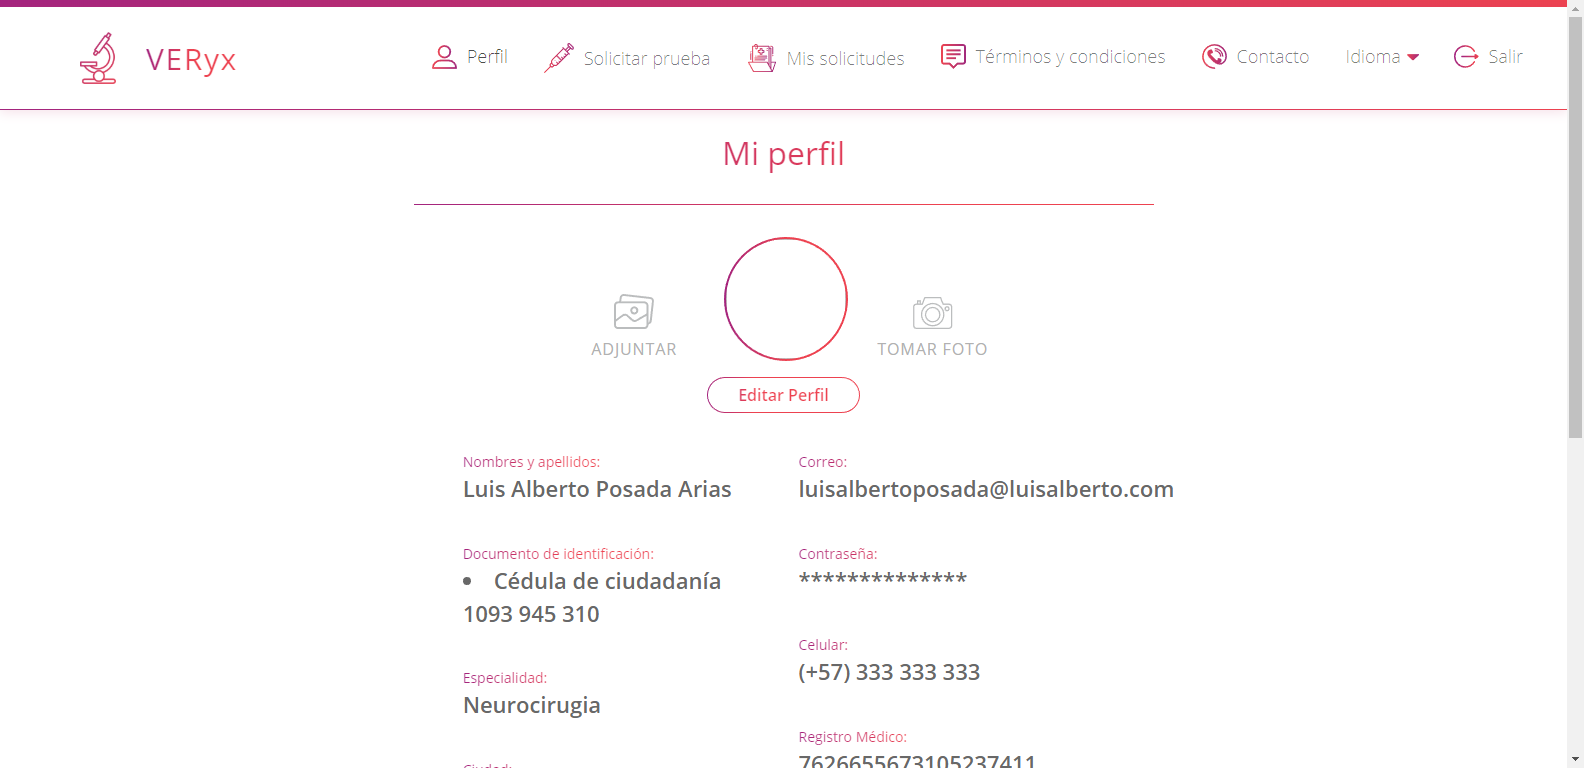 VERyx
Perfil
Solicitar prueba
Mis solicitudes
Términos y condiciones
Contacto
Idioma
Salir
Mi perfil
ADJUNTAR
TOMAR FOTO
Editar Perfil
Nombres y apellidos:
Luis Alberto Posada Arias
Documento de identificación:
• Cédula de ciudadanía
1093 945 310
Especialidad:
Neurocirugia
Ciudad:
Correo:
luisalbertoposada@luisalberto.com
Contraseña:
**************
Celular:
(+57) 333 333 333
Registro Médico:
7626655673105237411